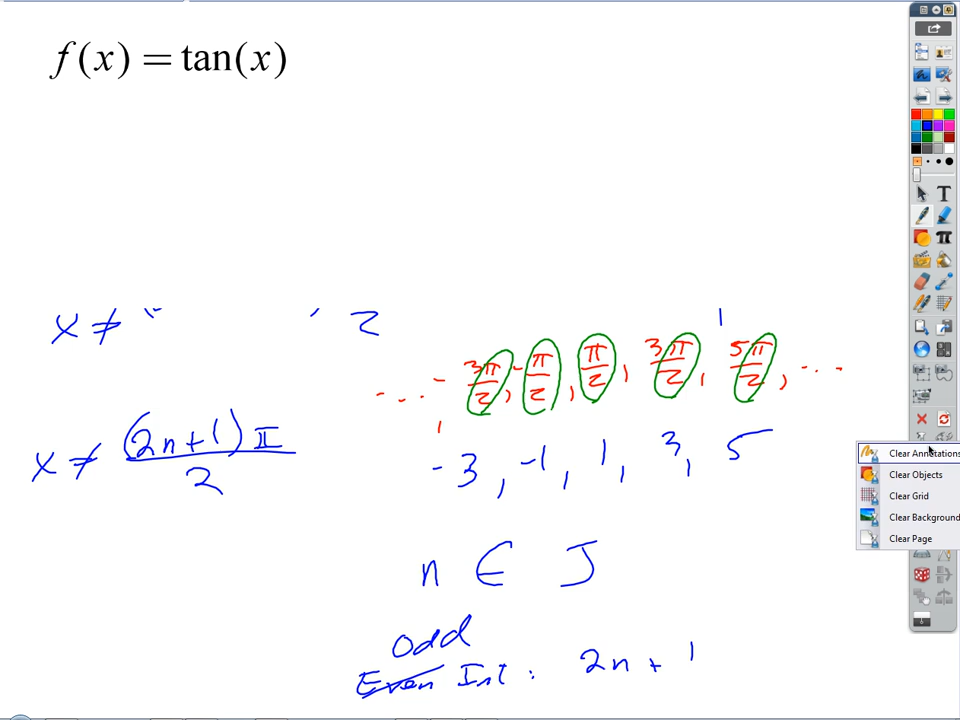 f(x) = tan(x)
x ≠
2
..., -3π/2, -π/2, π/2, 3π/2, 5π/2, ...
x ≠ (2n+1)π/2
-3, -1, 1, 3, 5
n ∈ J
odd
Even Int: 2n + 1
T
Clear Annotations
Clear Objects
Clear Grid
Clear Background
Clear Page